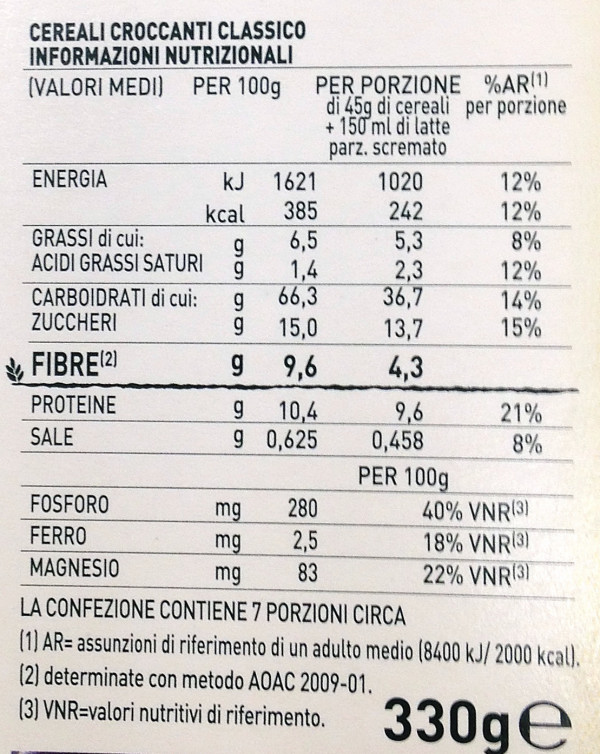 CEREALI CROCCANTI CLASSICO
INFORMAZIONI NUTRIZIONALI
(VALORI MEDI) PER 100g PER PORZIONE %AR(1)
di 45g di cereali per porzione
+ 150 ml di latte
parz. scremato
ENERGIA kJ 1621 1020 12%
kcal 385 242 12%
GRASSI di cui: g 6,5 5,3 8%
ACIDI GRASSI SATURI g 1,4 2,3 12%
CARBOIDRATI di cui: g 66,3 36,7 14%
ZUCCHERI g 15,0 13,7 15%
FIBRE(2) g 9,6 4,3
PROTEINE g 10,4 9,6 21%
SALE g 0,625 0,458 8%
PER 100g
FOSFORO mg 280 40% VNR(3)
FERRO mg 2,5 18% VNR(3)
MAGNESIO mg 83 22% VNR(3)
LA CONFEZIONE CONTIENE 7 PORZIONI CIRCA
(1) AR= assunzioni di riferimento di un adulto medio (8400 kJ/ 2000 kcal).
(2) determinate con metodo AOAC 2009-01.
(3) VNR=valori nutritivi di riferimento.
330g e